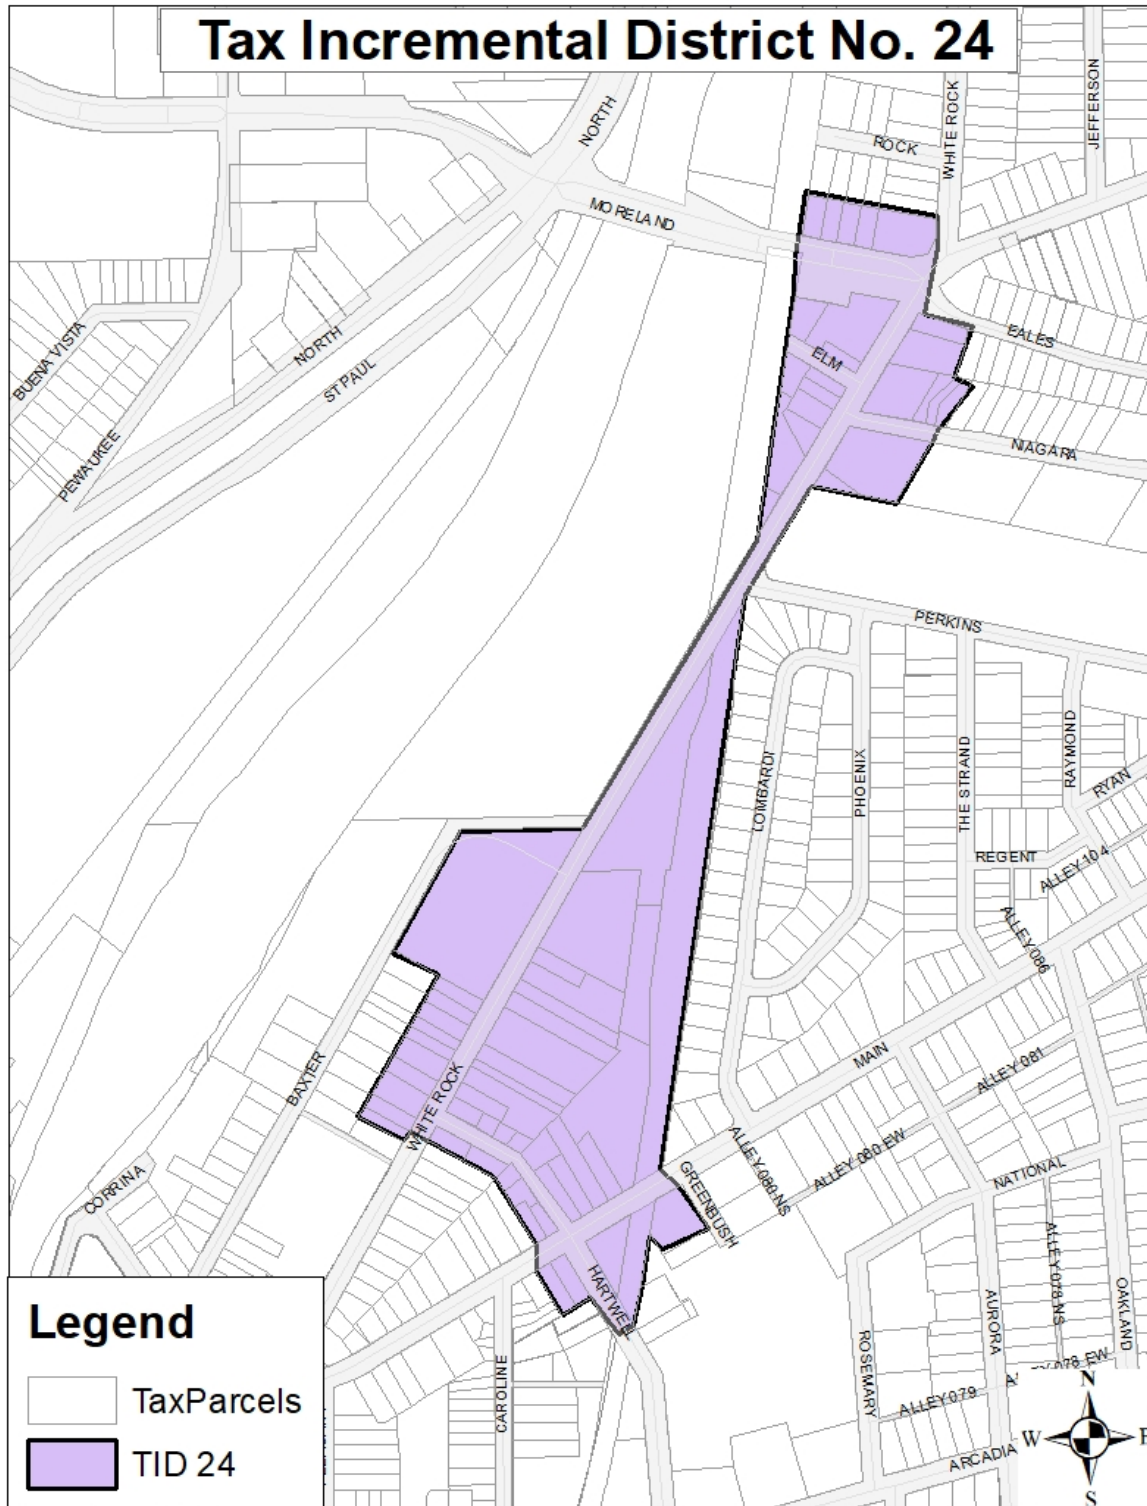 Tax Incremental District No. 24
NORTH
ROCK
WHITE ROCK
JEFFERSON
MORELAND
BUENA VISTA
NORTH
ST PAUL
PEWAUKEE
EALES
ELM
NIAGARA
PERKINS
LOMBARDI
PHOENIX
THE STRAND
RAYMOND
RYAN
REGENT
ALLEY 104
ALLEY 086
MAIN
ALLEY 081
BAXTER
WHITE ROCK
ALLEY 080 EW
ALLEY 080 NS
GREENBUSH
NATIONAL
CORRINA
HARTWELL
ALLEY 078 NS
OAKLAND
AURORA
ROSEMARY
CAROLINE
078 EW
ALLEY 079
ARCADIA
Legend
TaxParcels
TID 24
N
W
E
S